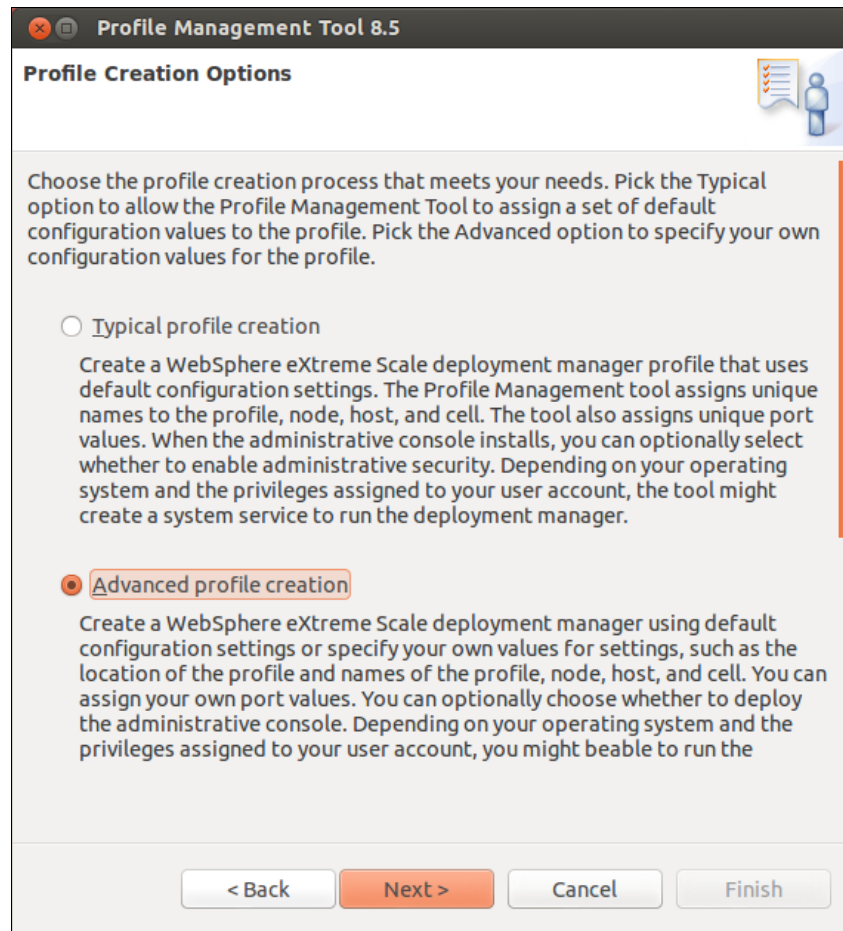 Profile Management Tool 8.5
Profile Creation Options
Choose the profile creation process that meets your needs. Pick the Typical
option to allow the Profile Management Tool to assign a set of default
configuration values to the profile. Pick the Advanced option to specify your own
configuration values for the profile.
Typical profile creation
Create a WebSphere eXtreme Scale deployment manager profile that uses
default configuration settings. The Profile Management tool assigns unique
names to the profile, node, host, and cell. The tool also assigns unique port
values. When the administrative console installs, you can optionally select
whether to enable administrative security. Depending on your operating
system and the privileges assigned to your user account, the tool might
create a system service to run the deployment manager.
Advanced profile creation
Create a WebSphere eXtreme Scale deployment manager using default
configuration settings or specify your own values for settings, such as the
location of the profile and names of the profile, node, host, and cell. You can
assign your own port values. You can optionally choose whether to deploy
the administrative console. Depending on your operating system and the
privileges assigned to your user account, you might beable to run the
< Back Next > Cancel Finish